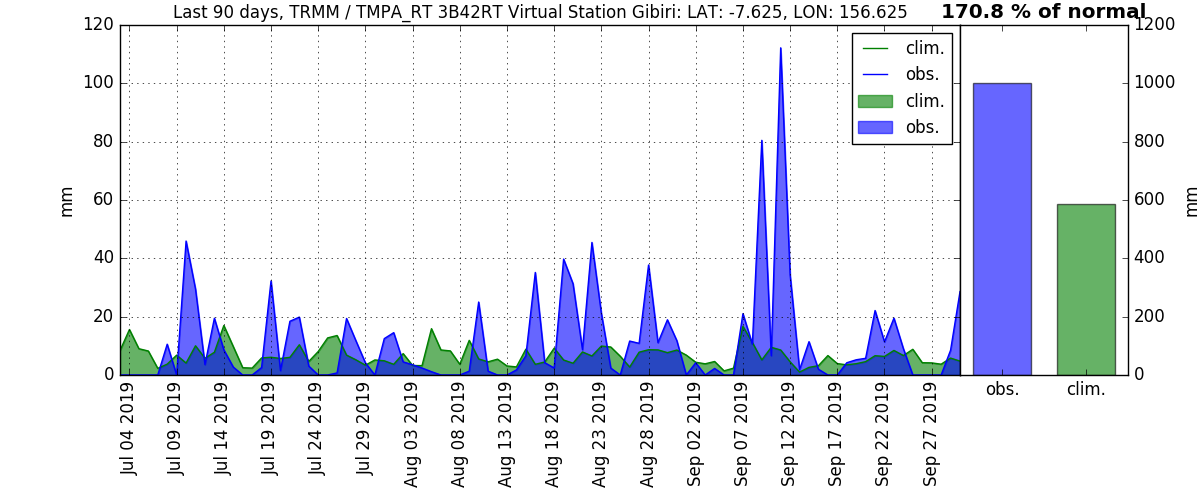 Last 90 days, TRMM / TMPA_RT 3B42RT Virtual Station Gibiri: LAT: -7.625, LON: 156.625
170.8 % of normal
mm
120
100
80
60
40
20
0
clim.
obs.
clim.
obs.
1200
1000
800
600
400
200
0
mm
Jul 04 2019
Jul 09 2019
Jul 14 2019
Jul 19 2019
Jul 24 2019
Jul 29 2019
Aug 03 2019
Aug 08 2019
Aug 13 2019
Aug 18 2019
Aug 23 2019
Aug 28 2019
Sep 02 2019
Sep 07 2019
Sep 12 2019
Sep 17 2019
Sep 22 2019
Sep 27 2019
obs.
clim.